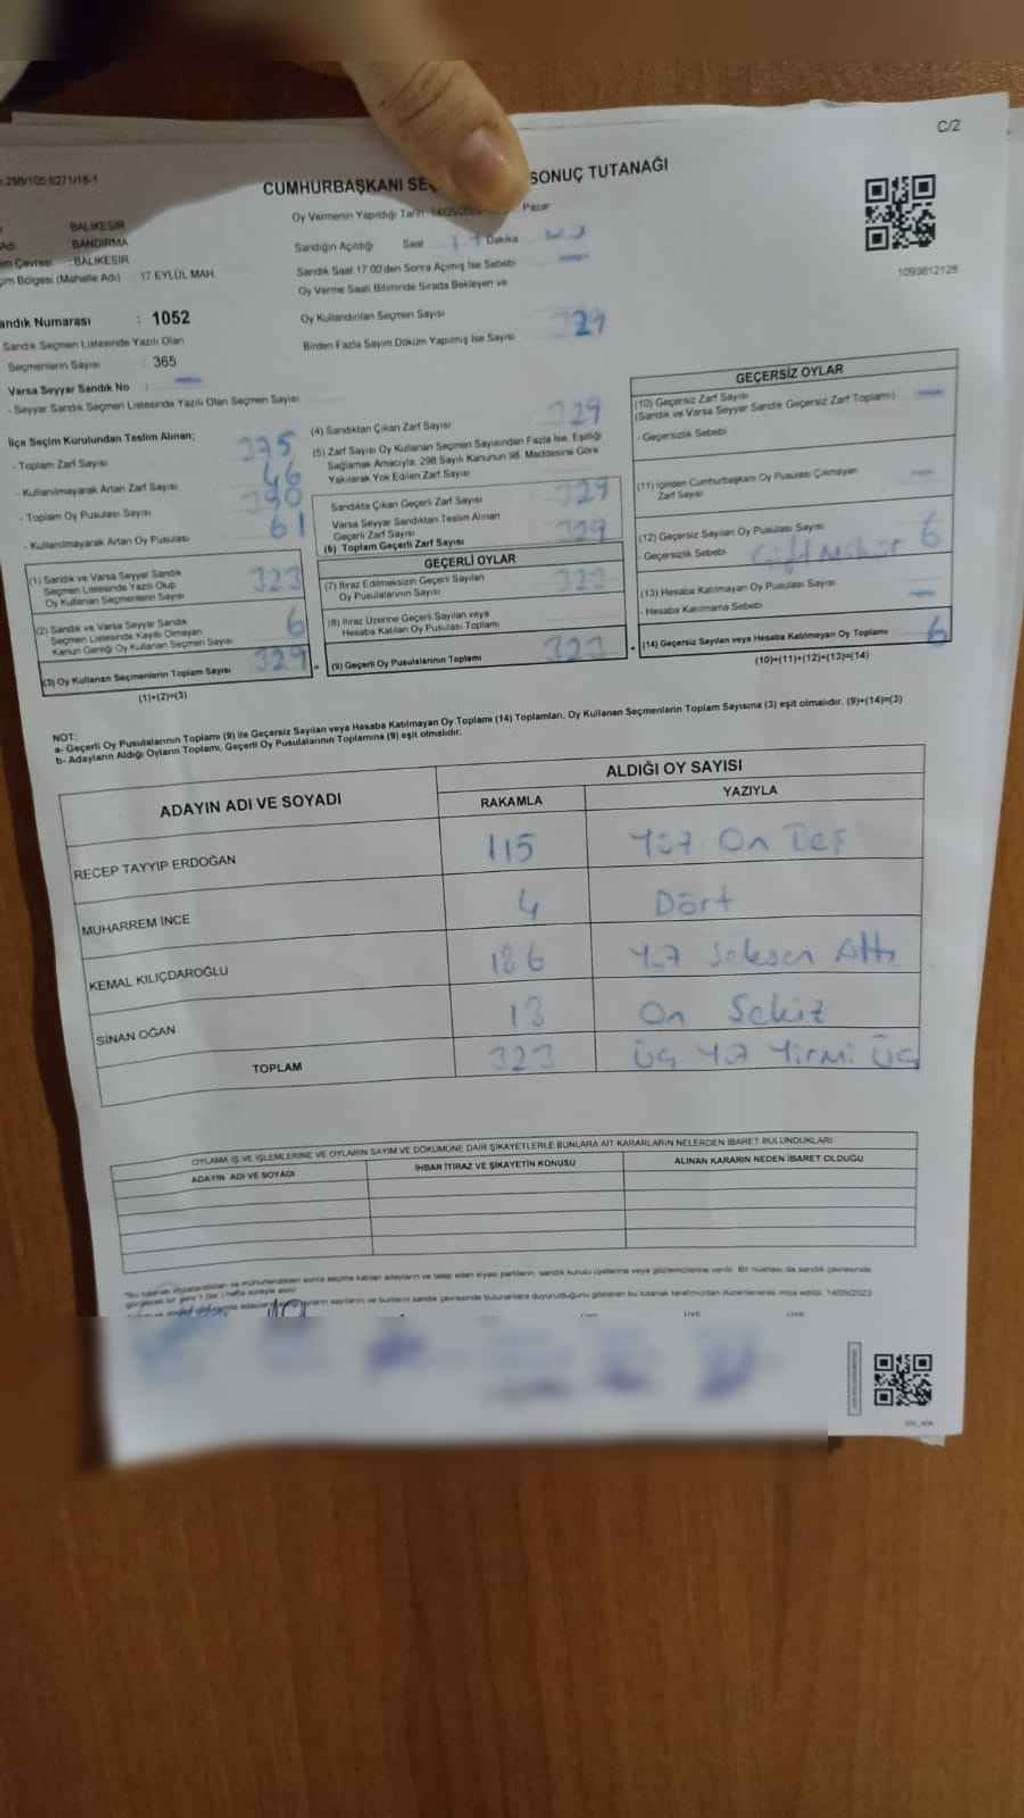 C/2
CUMHURBAŞKANI SEÇ SONUÇ TUTANAĞI
Oy Vermenin Yapıldığı Tarih Pazar
BALIKESİR
BANDIRMA
BALIKESİR
Bölgesi (Mahalle Adı) 17 EYLÜL MAH.
Sandığın Açıldığı Saat Dakika
Sandık Saat 17:00'den Sonra Açılmış İse Sebebi
Oy Verme Saati Bitiminde Sırada Bekleyen ve
Oy Kullandırılan Seçmen Sayısı
Birden Fazla Sayım Döküm Yapılmış İse Sayısı 329
1093812128
andık Numarası : 1052
Sandık Seçmen Listesinde Yazılı Olan
Seçmenlerin Sayısı : 365
Varsa Seyyar Sandık No :
- Seyyar Sandık Seçmen Listesinde Yazılı Olan Seçmen Sayısı
İlçe Seçim Kurulundan Teslim Alınan;
- Toplam Zarf Sayısı 375
- Kullanılmayarak Artan Zarf Sayısı 46
- Toplam Oy Pusulası Sayısı 390
- Kullanılmayarak Artan Oy Pusulası 61
(1) Sandık ve Varsa Seyyar Sandık
Seçmen Listesinde Yazılı Olup
Oy Kullanan Seçmenlerin Sayısı 323
(2) Sandık ve Varsa Seyyar Sandık
Seçmen Listesinde Kayıtlı Olmayan
Kanun Gereği Oy Kullanan Seçmen Sayısı 6
(3) Oy Kullanan Seçmenlerin Toplam Sayısı 329
(1)+(2)=(3)
(4) Sandıktan Çıkan Zarf Sayısı 329
(5) Zarf Sayısı Oy Kullanan Seçmen Sayısından Fazla İse, Eşitliği
Sağlamak Amacıyla; 298 Sayılı Kanunun 98. Maddesine Göre
Yakılarak Yok Edilen Zarf Sayısı
Sandıkta Çıkan Geçerli Zarf Sayısı 329
Varsa Seyyar Sandıktan Teslim Alınan
Geçerli Zarf Sayısı
(6) Toplam Geçerli Zarf Sayısı 329
GEÇERLİ OYLAR
(7) İtiraz Edilmeksizin Geçerli Sayılan
Oy Pusulalarının Sayısı 323
(8) İtiraz Üzerine Geçerli Sayılan veya
Hesaba Katılan Oy Pusulası Toplamı
(9) Geçerli Oy Pusulalarının Toplamı 323
GEÇERSİZ OYLAR
(10) Geçersiz Zarf Sayısı
(Sandık ve Varsa Seyyar Sandık Geçersiz Zarf Toplamı)
- Geçersizlik Sebebi
(11) İçinden Cumhurbaşkanı Oy Pusulası Çıkmayan
Zarf Sayısı
(12) Geçersiz Sayılan Oy Pusulası Sayısı 6
- Geçersizlik Sebebi Çift Mühür
(13) Hesaba Katılmayan Oy Pusulası Sayısı
- Hesaba Katılmama Sebebi
(14) Geçersiz Sayılan veya Hesaba Katılmayan Oy Toplamı 6
(10)+(11)+(12)+(13)=(14)
NOT:
a- Geçerli Oy Pusulalarının Toplamı (9) ile Geçersiz Sayılan veya Hesaba Katılmayan Oy Toplamı (14) Toplamları, Oy Kullanan Seçmenlerin Toplam Sayısına (3) eşit olmalıdır. (9)+(14)=(3)
b- Adayların Aldığı Oyların Toplamı, Geçerli Oy Pusulalarının Toplamına (9) eşit olmalıdır.
ADAYIN ADI VE SOYADI ALDIĞI OY SAYISI
RAKAMLA YAZIYLA
RECEP TAYYIP ERDOĞAN 115 Yüz On Beş
MUHARREM İNCE 4 Dört
KEMAL KILIÇDAROĞLU 186 Yüz Seksen Altı
SİNAN OĞAN 18 On Sekiz
TOPLAM 323 Üç Yüz Yirmi Üç
OYLAMA İŞ VE İŞLEMLERİNE VE OYLARIN SAYIM VE DÖKÜMÜNE DAİR ŞİKAYETLERLE BUNLARA AİT KARARLARIN NELERDEN İBARET BULUNDUKLARI
ADAYIN ADI VE SOYADI İHBAR İTİRAZ VE ŞİKAYETİN KONUSU ALINAN KARARIN NEDEN İBARET OLDUĞU